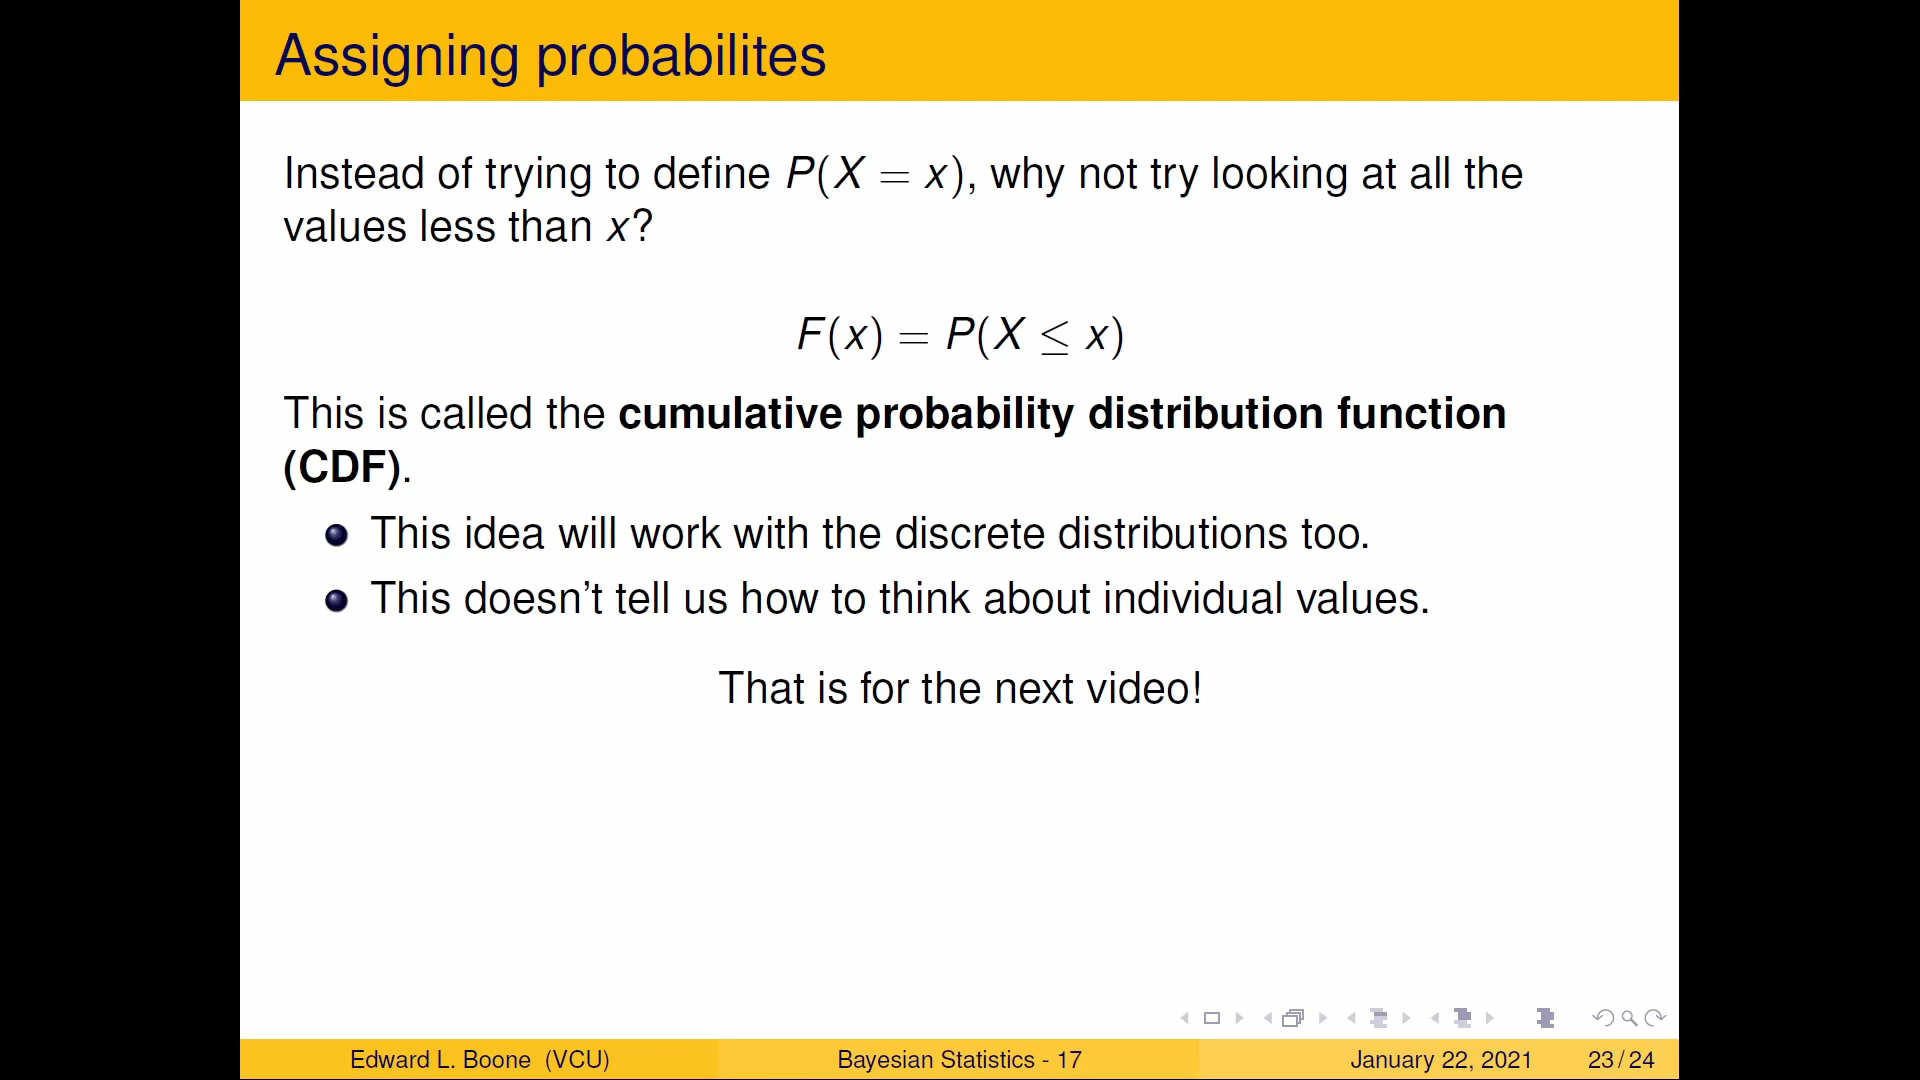 Assigning probabilites
Instead of trying to define P(X = x), why not try looking at all the
values less than x?
F(x) = P(X ≤ x)
This is called the cumulative probability distribution function
(CDF).
This idea will work with the discrete distributions too.
This doesn't tell us how to think about individual values.
That is for the next video!
Edward L. Boone (VCU) Bayesian Statistics - 17 January 22, 2021 23 / 24